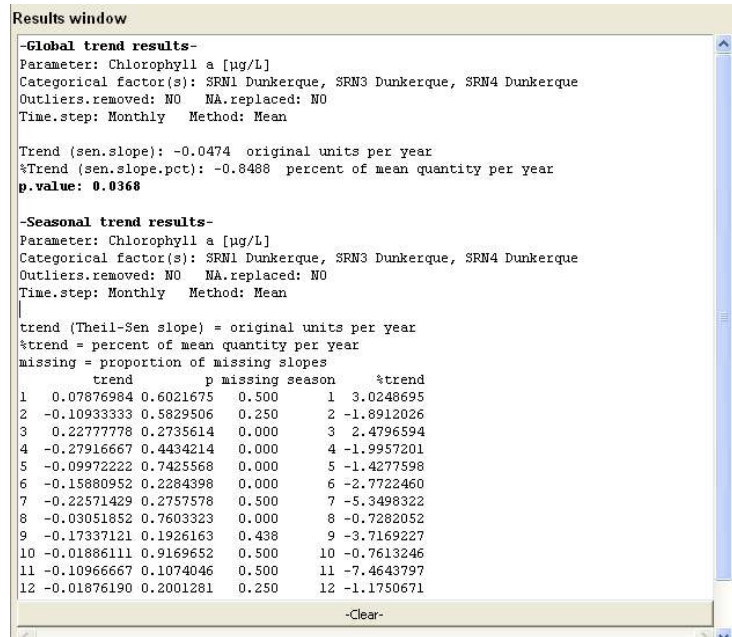 Results window
-Global trend results-
Parameter: Chlorophyll a [µg/L]
Categorical factor(s): SRN1 Dunkerque, SRN3 Dunkerque, SRN4 Dunkerque
Outliers.removed: NO   NA.replaced: NO
Time.step: Monthly   Method: Mean
Trend (sen.slope): -0.0474  original units per year
%Trend (sen.slope.pct): -0.8488  percent of mean quantity per year
p.value: 0.0368
-Seasonal trend results-
Parameter: Chlorophyll a [µg/L]
Categorical factor(s): SRN1 Dunkerque, SRN3 Dunkerque, SRN4 Dunkerque
Outliers.removed: NO   NA.replaced: NO
Time.step: Monthly   Method: Mean
trend (Theil-Sen slope) = original units per year
%trend = percent of mean quantity per year
missing = proportion of missing slopes
trend p missing season %trend
1 0.07876984 0.6021675 0.500 1 3.0248695
2 -0.10933333 0.5829506 0.250 2 -1.8912026
3 0.22777778 0.2735614 0.000 3 2.4796594
4 -0.27916667 0.4434214 0.000 4 -1.9957201
5 -0.09972222 0.7425568 0.000 5 -1.4277598
6 -0.15880952 0.2284398 0.000 6 -2.7722460
7 -0.22571429 0.2757578 0.500 7 -5.3498322
8 -0.03051852 0.7603323 0.000 8 -0.7282052
9 -0.17337121 0.1926163 0.438 9 -3.7169227
10 -0.01886111 0.9169652 0.500 10 -0.7613246
11 -0.10966667 0.1074046 0.500 11 -7.4643797
12 -0.01876190 0.2001281 0.250 12 -1.1750671
-Clear-